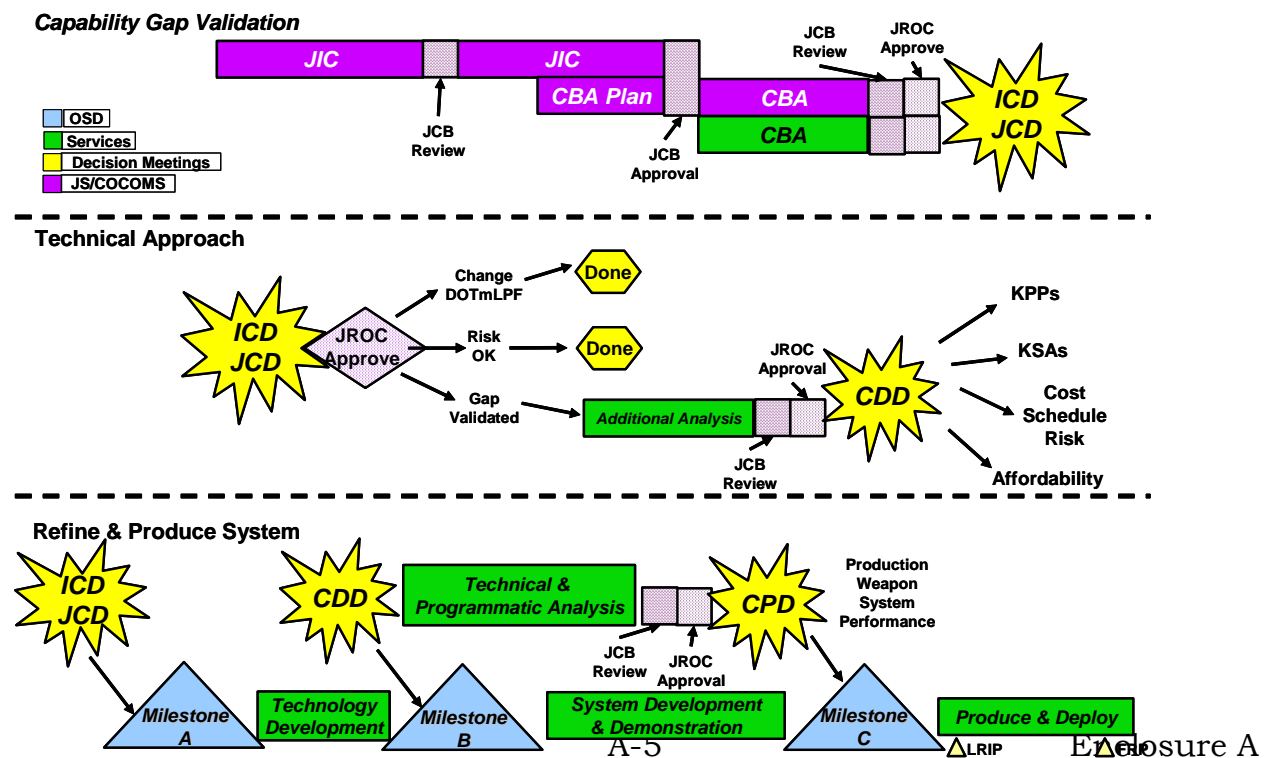 Capability Gap Validation
JIC
JIC
CBA Plan
CBA
CBA
JCB
Review
JCB
Approval
JCB
Review
JROC
Approve
ICD
JCD
OSD
Services
Decision Meetings
JS/COCOMS
Technical Approach
ICD
JCD
JROC
Approve
Change
DOTmLPF
Done
Risk
OK
Done
Gap
Validated
Additional Analysis
JCB
Review
JROC
Approval
CDD
KPPs
KSAs
Cost
Schedule
Risk
Affordability
Refine & Produce System
ICD
JCD
CDD
Technical &
Programmatic Analysis
JCB
Review
JROC
Approval
CPD
Production
Weapon
System
Performance
Milestone
A
Technology
Development
Milestone
B
System Development
& Demonstration
Milestone
C
Produce & Deploy
LRIP
A-5
Enclosure A